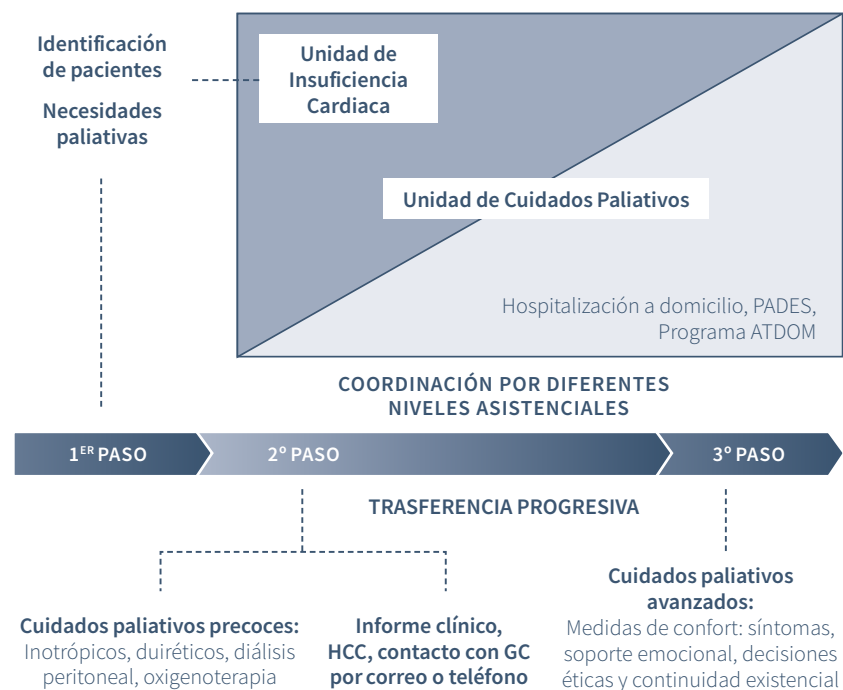 Identificación
de pacientes
Necesidades
paliativas
Unidad de
Insuficiencia
Cardiaca
Unidad de Cuidados Paliativos
Hospitalización a domicilio, PADES,
Programa ATDOM
COORDINACIÓN POR DIFERENTES
NIVELES ASISTENCIALES
1ER PASO
2º PASO
3º PASO
TRASFERENCIA PROGRESIVA
Cuidados paliativos precoces:
Inotrópicos, duiréticos, diálisis
peritoneal, oxigenoterapia
Informe clínico,
HCC, contacto con GC
por correo o teléfono
Cuidados paliativos
avanzados:
Medidas de confort: síntomas,
soporte emocional, decisiones
éticas y continuidad existencial